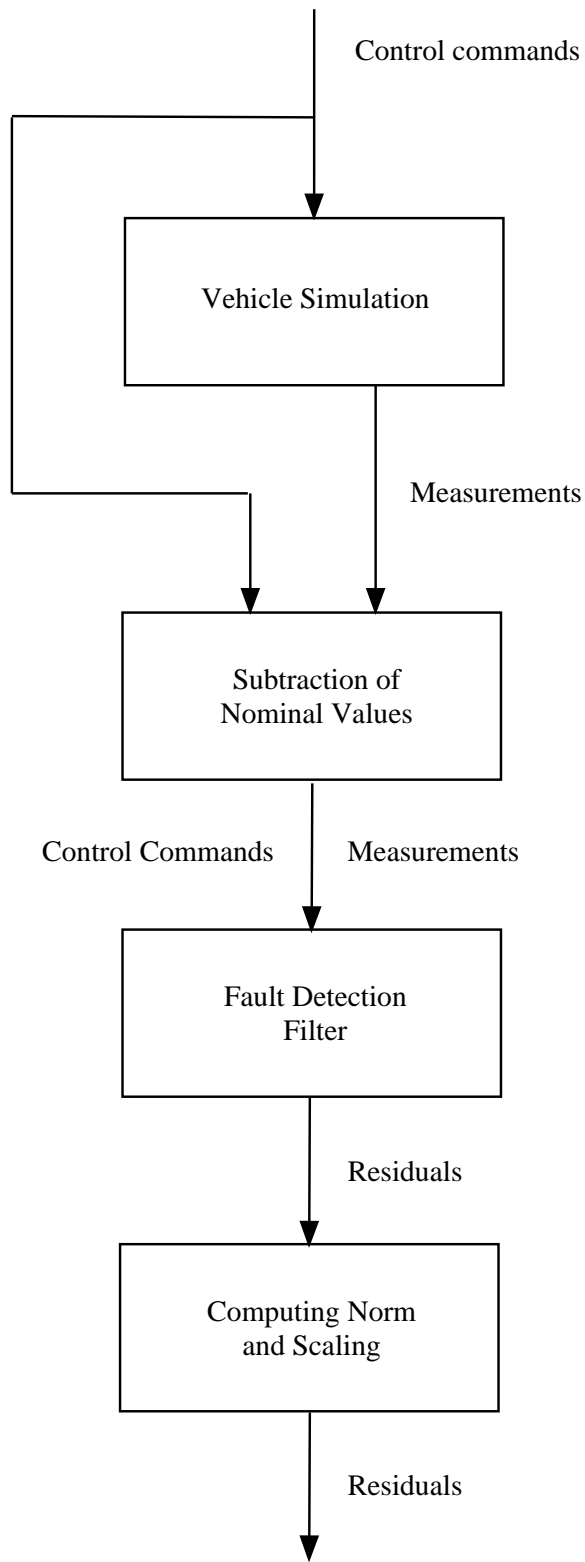 Control commands
Vehicle Simulation
Measurements
Subtraction of
Nominal Values
Control Commands
Measurements
Fault Detection
Filter
Residuals
Computing Norm
and Scaling
Residuals